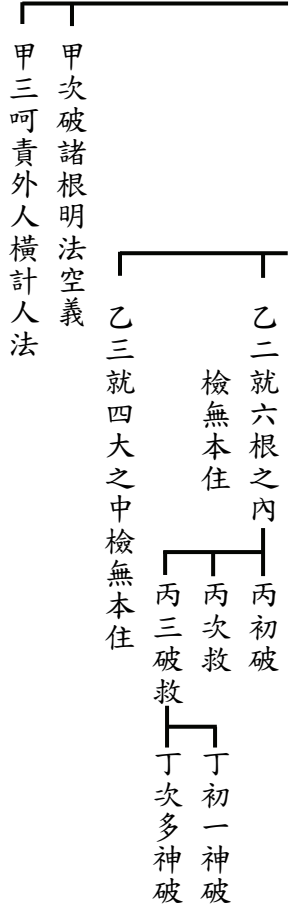 乙二就六根之內
檢無本住
丙初破
丙次救
丙三破救
丁初一神破
丁次多神破
乙三就四大之中檢無本住
甲次破諸根明法空義
甲三呵責外人橫計人法